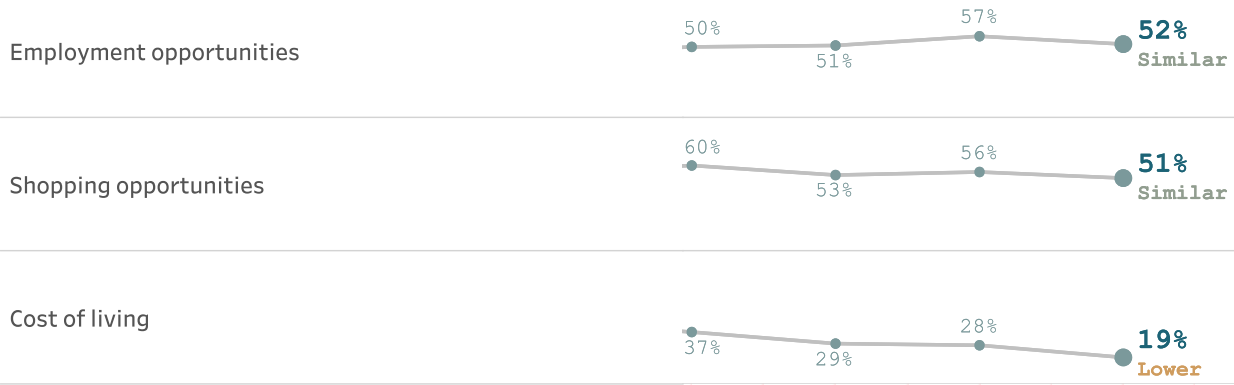 Employment opportunities
50%
51%
57%
52%
Similar
Shopping opportunities
60%
53%
56%
51%
Similar
Cost of living
37%
29%
28%
19%
Lower